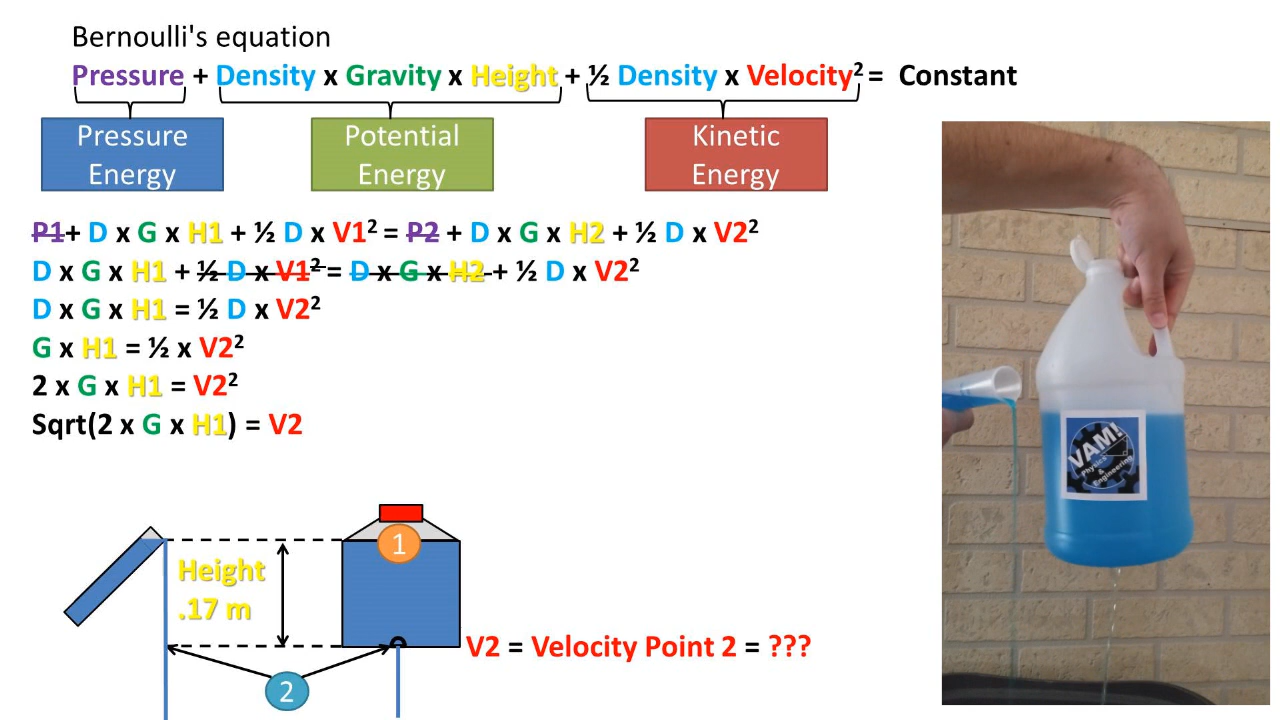 Bernoulli's equation
Pressure + Density x Gravity x Height + ½ Density x Velocity² = Constant
Pressure Energy
Potential Energy
Kinetic Energy
P1+ D x G x H1 + ½ D x V1² = P2 + D x G x H2 + ½ D x V2²
D x G x H1 + ½ D x V1² = D x G x H2 + ½ D x V2²
D x G x H1 = ½ D x V2²
G x H1 = ½ x V2²
2 x G x H1 = V2²
Sqrt(2 x G x H1) = V2
1
Height
.17 m
V2 = Velocity Point 2 = ???
2
VAM!
Physics
&
Engineering